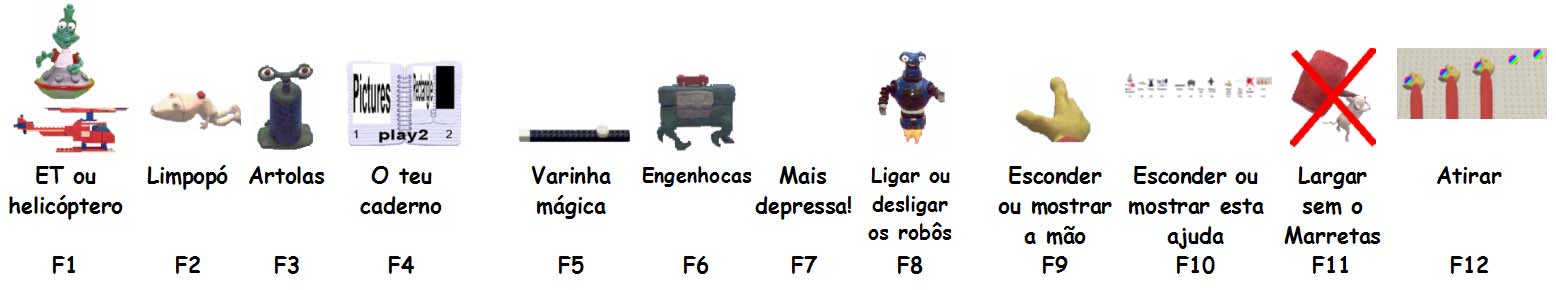 Pictures
Rectangle
1 play2 2
ET ou
helicóptero
F1
Limpopó
F2
Artolas
F3
O teu
caderno
F4
Varinha
mágica
F5
Engenhocas
F6
Mais
depressa!
F7
Ligar ou
desligar
os robôs
F8
Esconder
ou mostrar
a mão
F9
Esconder ou
mostrar esta
ajuda
F10
Largar
sem o
Marretas
F11
Atirar
F12